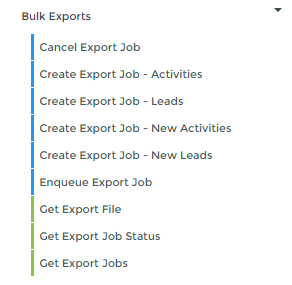 Bulk Exports
Cancel Export Job
Create Export Job - Activities
Create Export Job - Leads
Create Export Job - New Activities
Create Export Job - New Leads
Enqueue Export Job
Get Export File
Get Export Job Status
Get Export Jobs